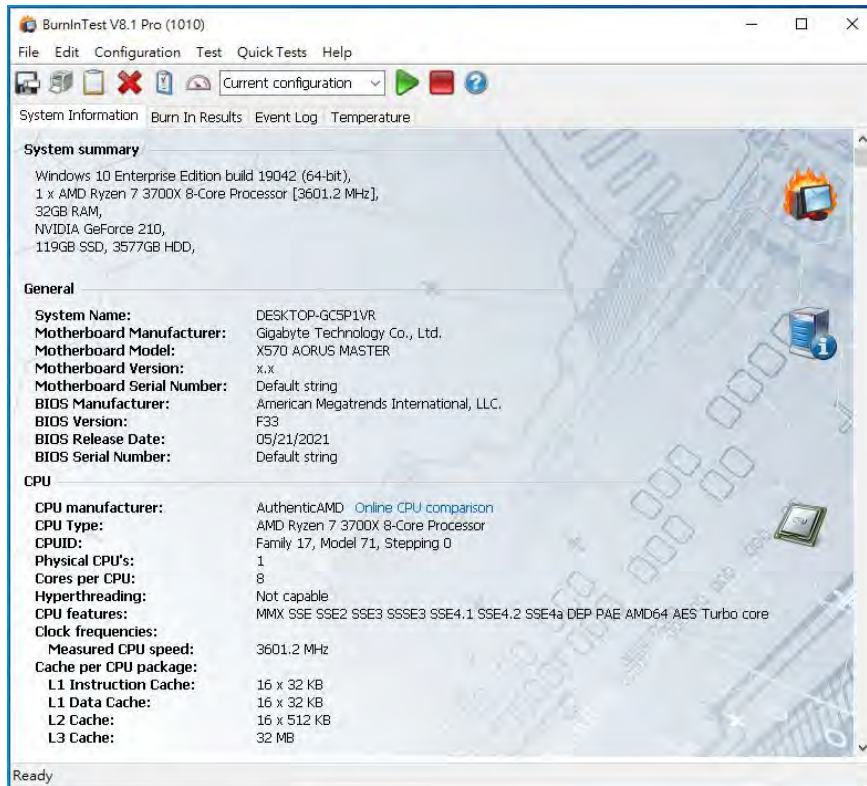 BurnInTest V8.1 Pro (1010)
File Edit Configuration Test Quick Tests Help
Current configuration
System Information Burn In Results Event Log Temperature
System summary
Windows 10 Enterprise Edition build 19042 (64-bit),
1 x AMD Ryzen 7 3700X 8-Core Processor [3601.2 MHz],
32GB RAM,
NVIDIA GeForce 210,
119GB SSD, 3577GB HDD,
General
System Name: DESKTOP-GC5P1VR
Motherboard Manufacturer: Gigabyte Technology Co., Ltd.
Motherboard Model: X570 AORUS MASTER
Motherboard Version: x.x
Motherboard Serial Number: Default string
BIOS Manufacturer: American Megatrends International, LLC.
BIOS Version: F33
BIOS Release Date: 05/21/2021
BIOS Serial Number: Default string
CPU
CPU manufacturer: AuthenticAMD Online CPU comparison
CPU Type: AMD Ryzen 7 3700X 8-Core Processor
CPUID: Family 17, Model 71, Stepping 0
Physical CPU's: 1
Cores per CPU: 8
Hyperthreading: Not capable
CPU features: MMX SSE SSE2 SSE3 SSSE3 SSE4.1 SSE4.2 SSE4a DEP PAE AMD64 AES Turbo core
Clock frequencies:
Measured CPU speed: 3601.2 MHz
Cache per CPU package:
L1 Instruction Cache: 16 x 32 KB
L1 Data Cache: 16 x 32 KB
L2 Cache: 16 x 512 KB
L3 Cache: 32 MB
Ready